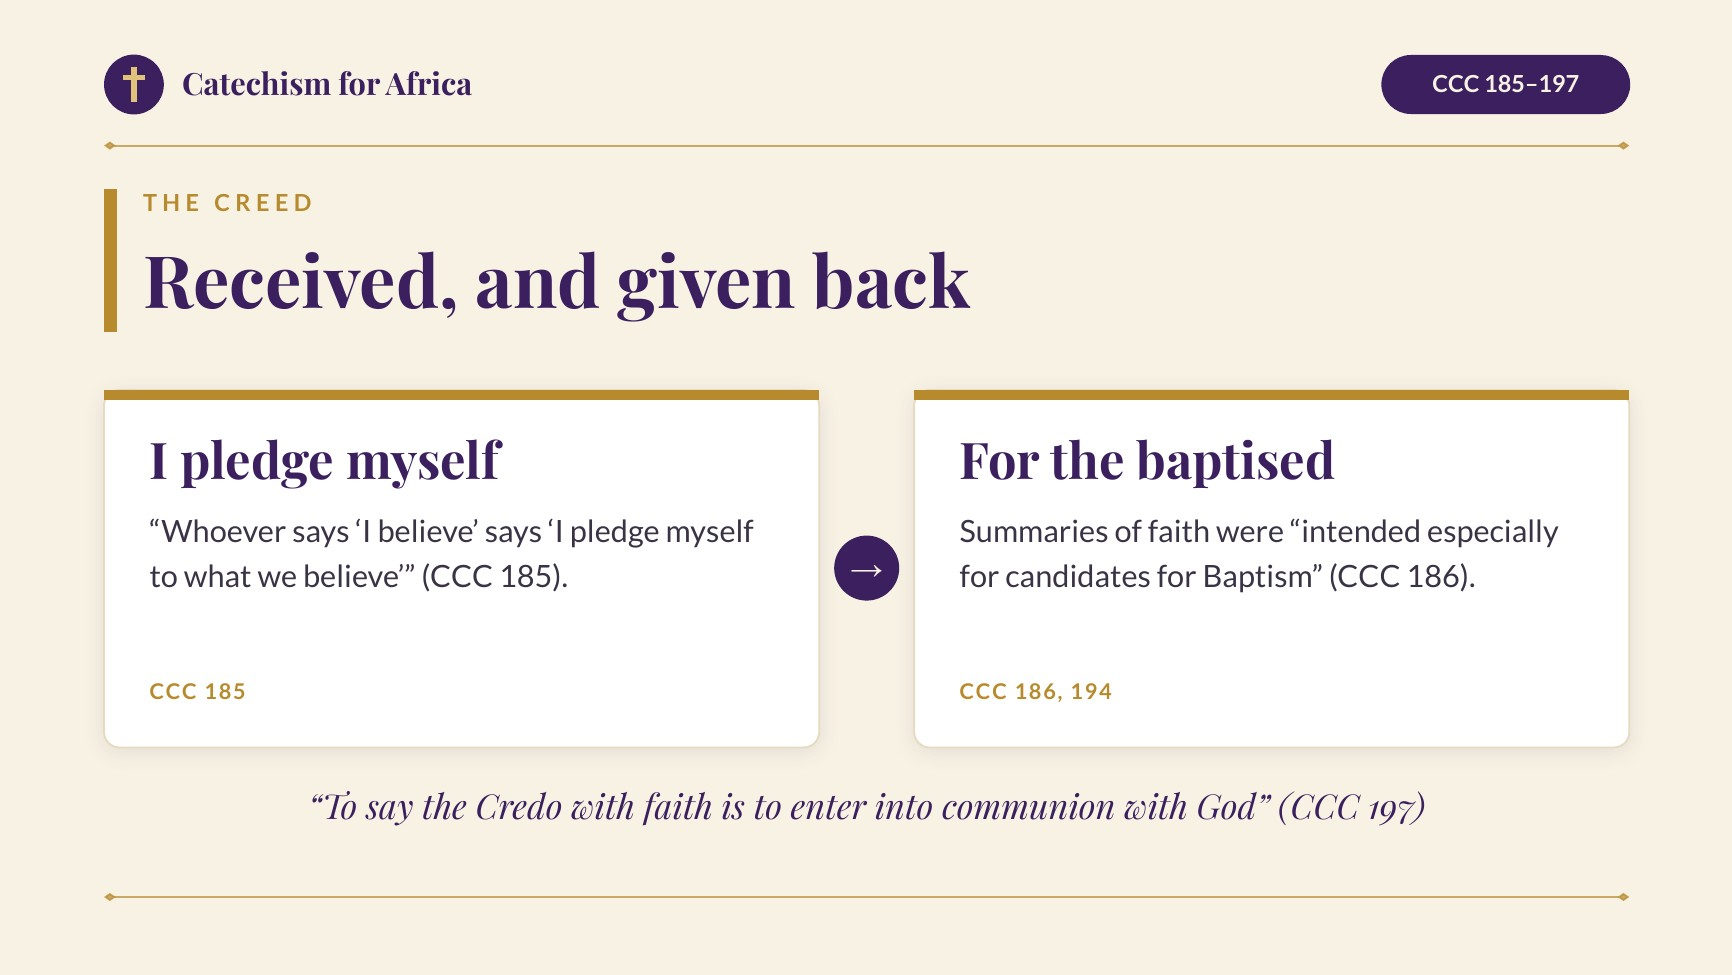 Catechism for Africa
CCC 185–197
THE CREED
Received, and given back
I pledge myself
“Whoever says ‘I believe’ says ‘I pledge myself
to what we believe’” (CCC 185).
CCC 185
→
For the baptised
Summaries of faith were “intended especially
for candidates for Baptism” (CCC 186).
CCC 186, 194
“To say the Credo with faith is to enter into communion with God” (CCC 197)